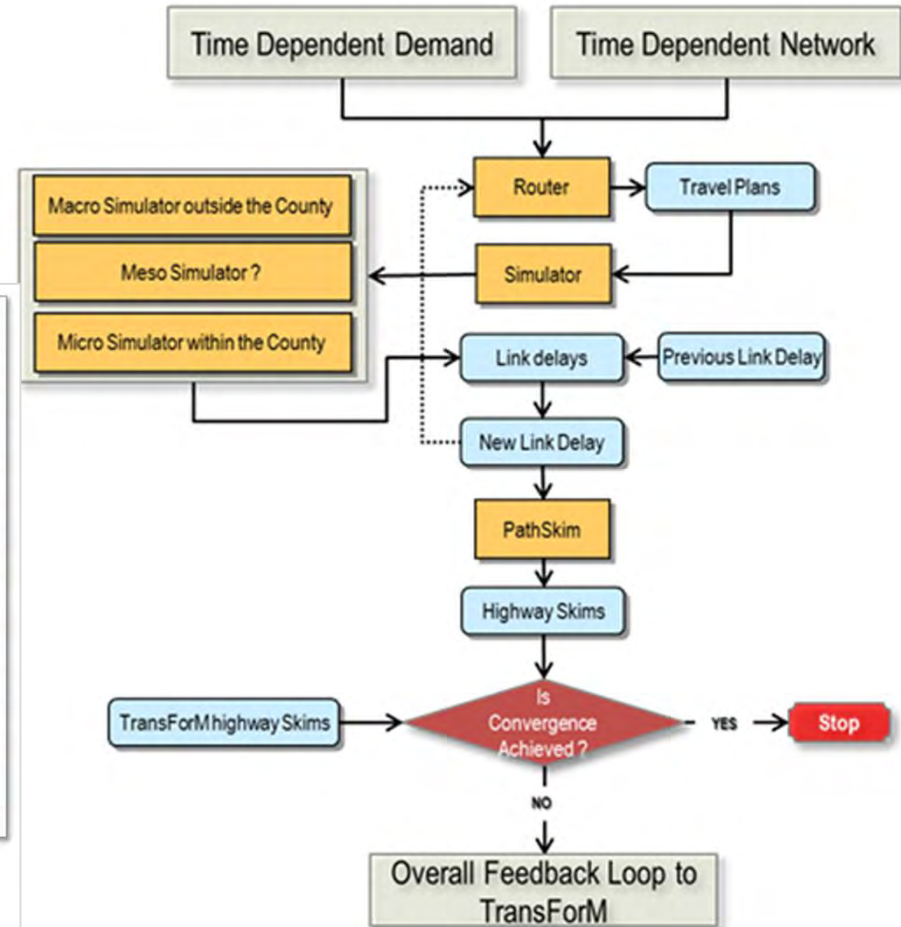 Time Dependent Demand
Time Dependent Network
Router
Travel Plans
Macro Simulator outside the County
Meso Simulator ?
Simulator
Micro Simulator within the County
Link delays
Previous Link Delay
New Link Delay
PathSkim
Highway Skims
TransForM highway Skims
Is
Convergence
Achieved ?
YES
Stop
NO
Overall Feedback Loop to
TransForM